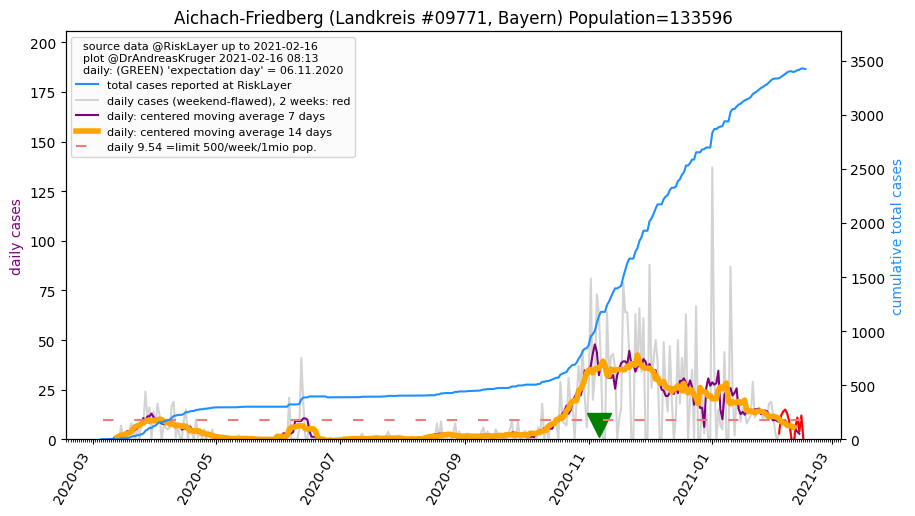 Aichach-Friedberg (Landkreis #09771, Bayern) Population=133596
source data @RiskLayer up to 2021-02-16
plot @DrAndreasKruger 2021-02-16 08:13
daily: (GREEN) 'expectation day' = 06.11.2020
total cases reported at RiskLayer
daily cases (weekend-flawed), 2 weeks: red
daily: centered moving average 7 days
daily: centered moving average 14 days
daily 9.54 =limit 500/week/1mio pop.
daily cases
200
175
150
125
100
75
50
25
0
cumulative total cases
3500
3000
2500
2000
1500
1000
500
0
2020-03
2020-05
2020-07
2020-09
2020-11
2021-01
2021-03